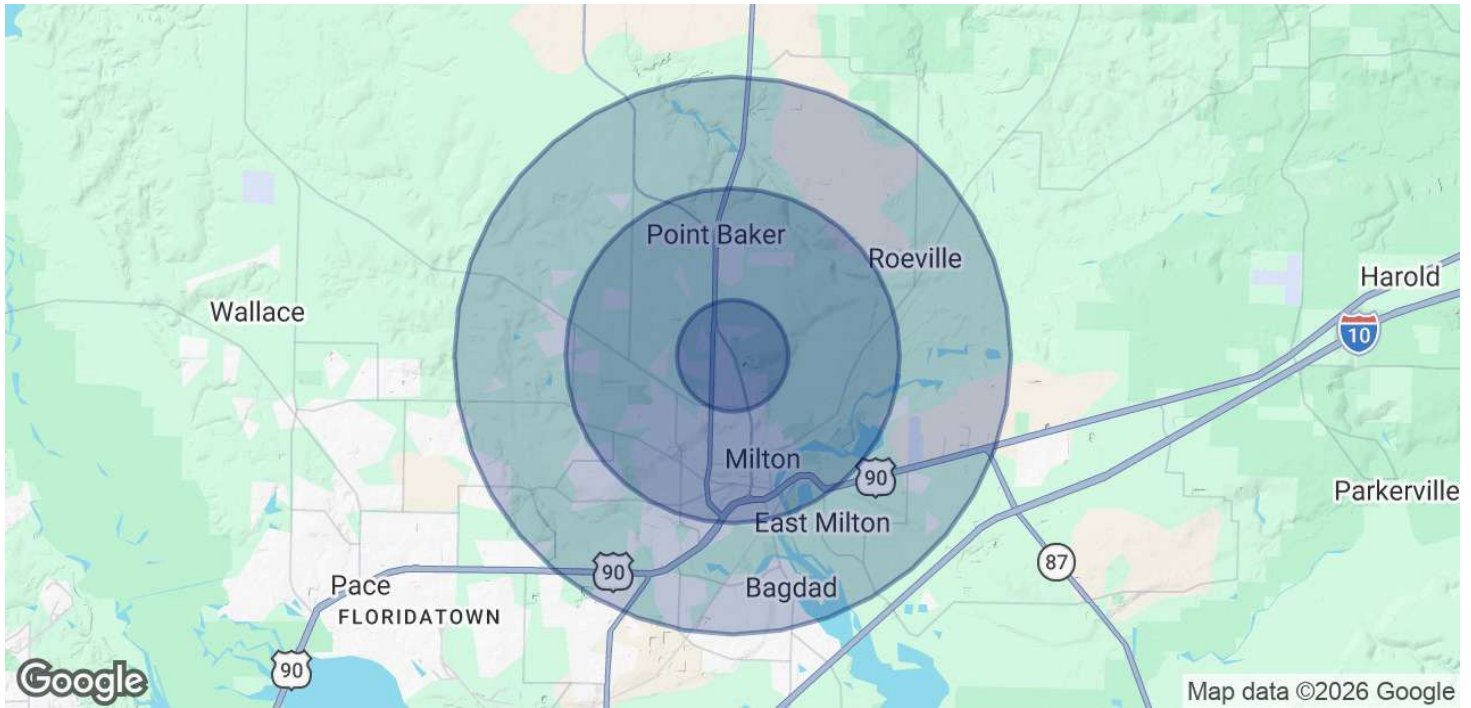 Point Baker
Roeville
Harold
Wallace
10
Milton
90
Parkerville
East Milton
87
90
Pace
Bagdad
FLORIDATOWN
90
Google
Map data ©2026 Google